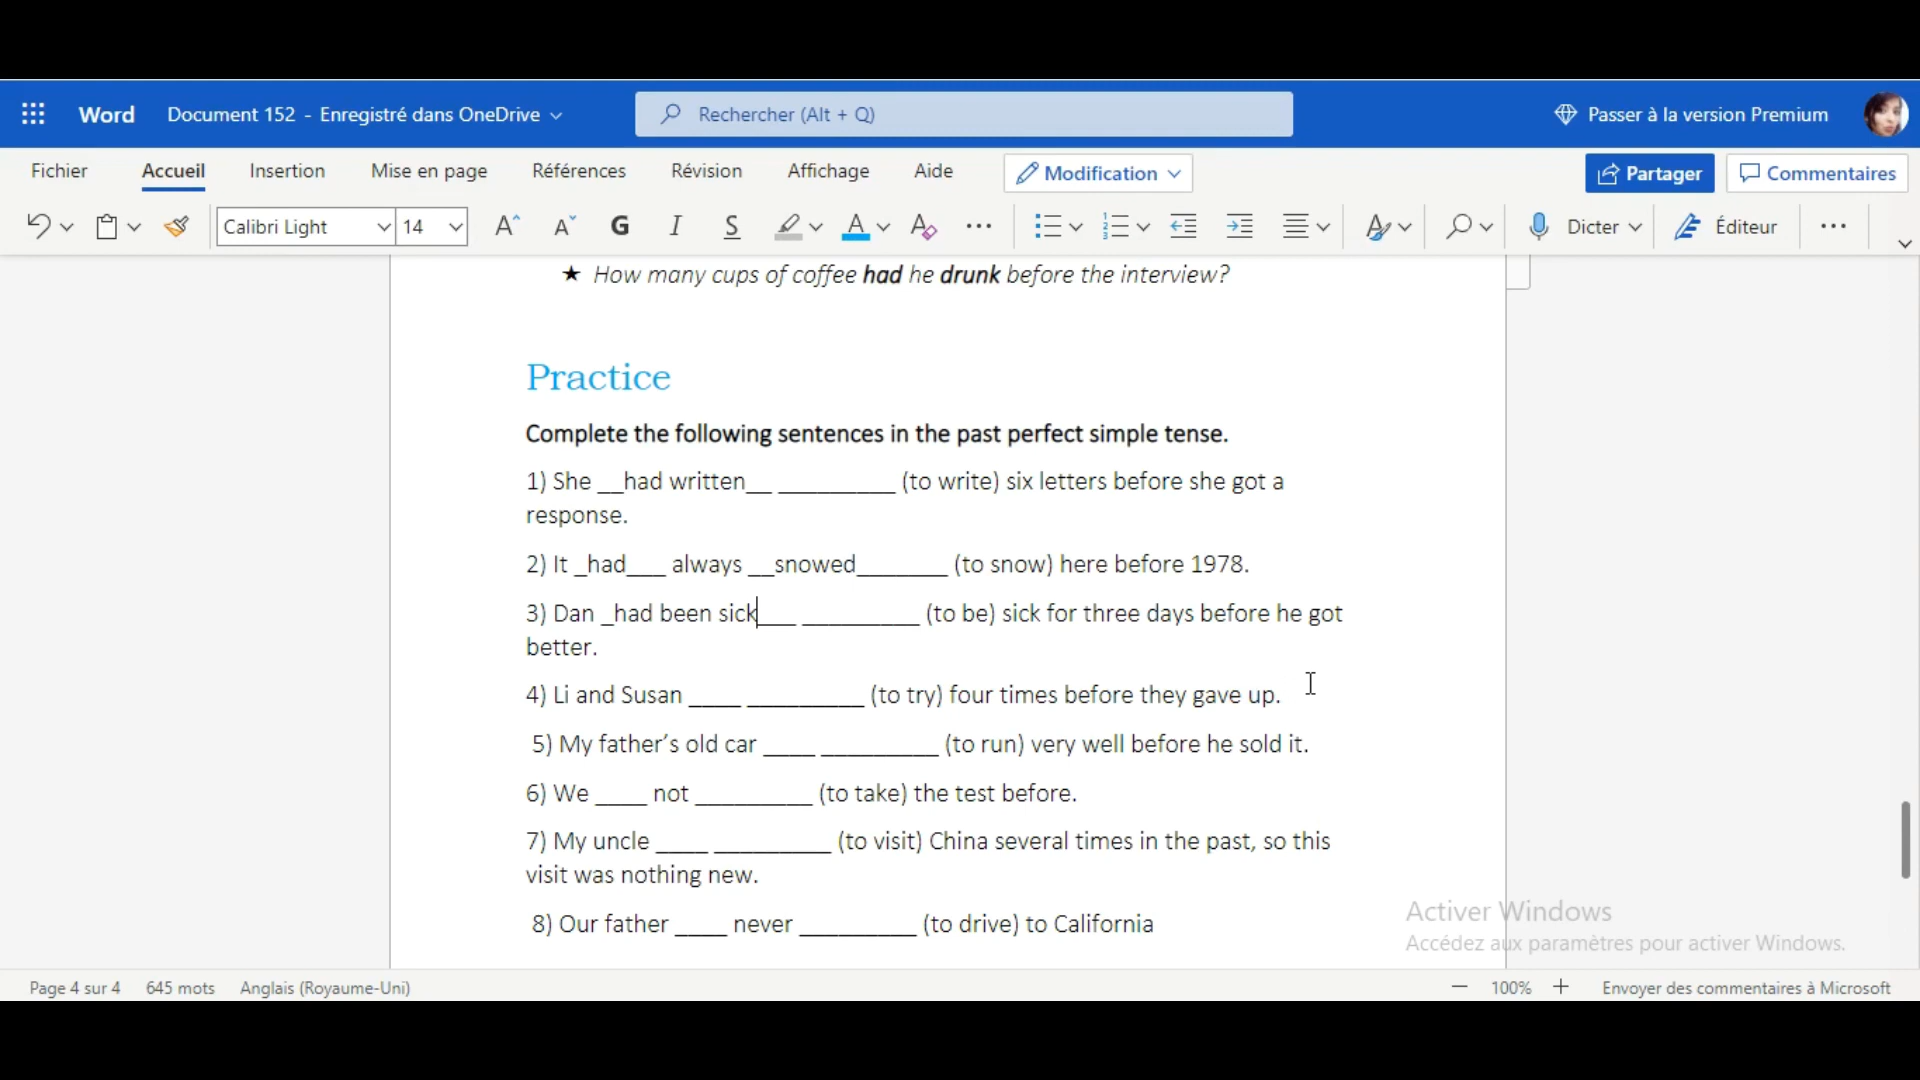 Word Document 152 - Enregistré dans OneDrive Rechercher (Alt + Q) Passer à la version Premium
Fichier Accueil Insertion Mise en page Références Révision Affichage Aide Modification Partager Commentaires
Calibri Light 14 A A G I S A A ... Dicter Éditeur ...
★ How many cups of coffee had he drunk before the interview?
Practice
Complete the following sentences in the past perfect simple tense.
1) She __had written__ _________ (to write) six letters before she got a
response.
2) It _had___ always __snowed_______ (to snow) here before 1978.
3) Dan _had been sick___ _________ (to be) sick for three days before he got
better.
4) Li and Susan ____ _________ (to try) four times before they gave up.
5) My father’s old car ____ _________ (to run) very well before he sold it.
6) We ____ not _________ (to take) the test before.
7) My uncle ____ _________ (to visit) China several times in the past, so this
visit was nothing new.
8) Our father ____ never _________ (to drive) to California
Activer Windows
Accédez aux paramètres pour activer Windows.
Page 4 sur 4 645 mots Anglais (Royaume-Uni) — 100% + Envoyer des commentaires à Microsoft